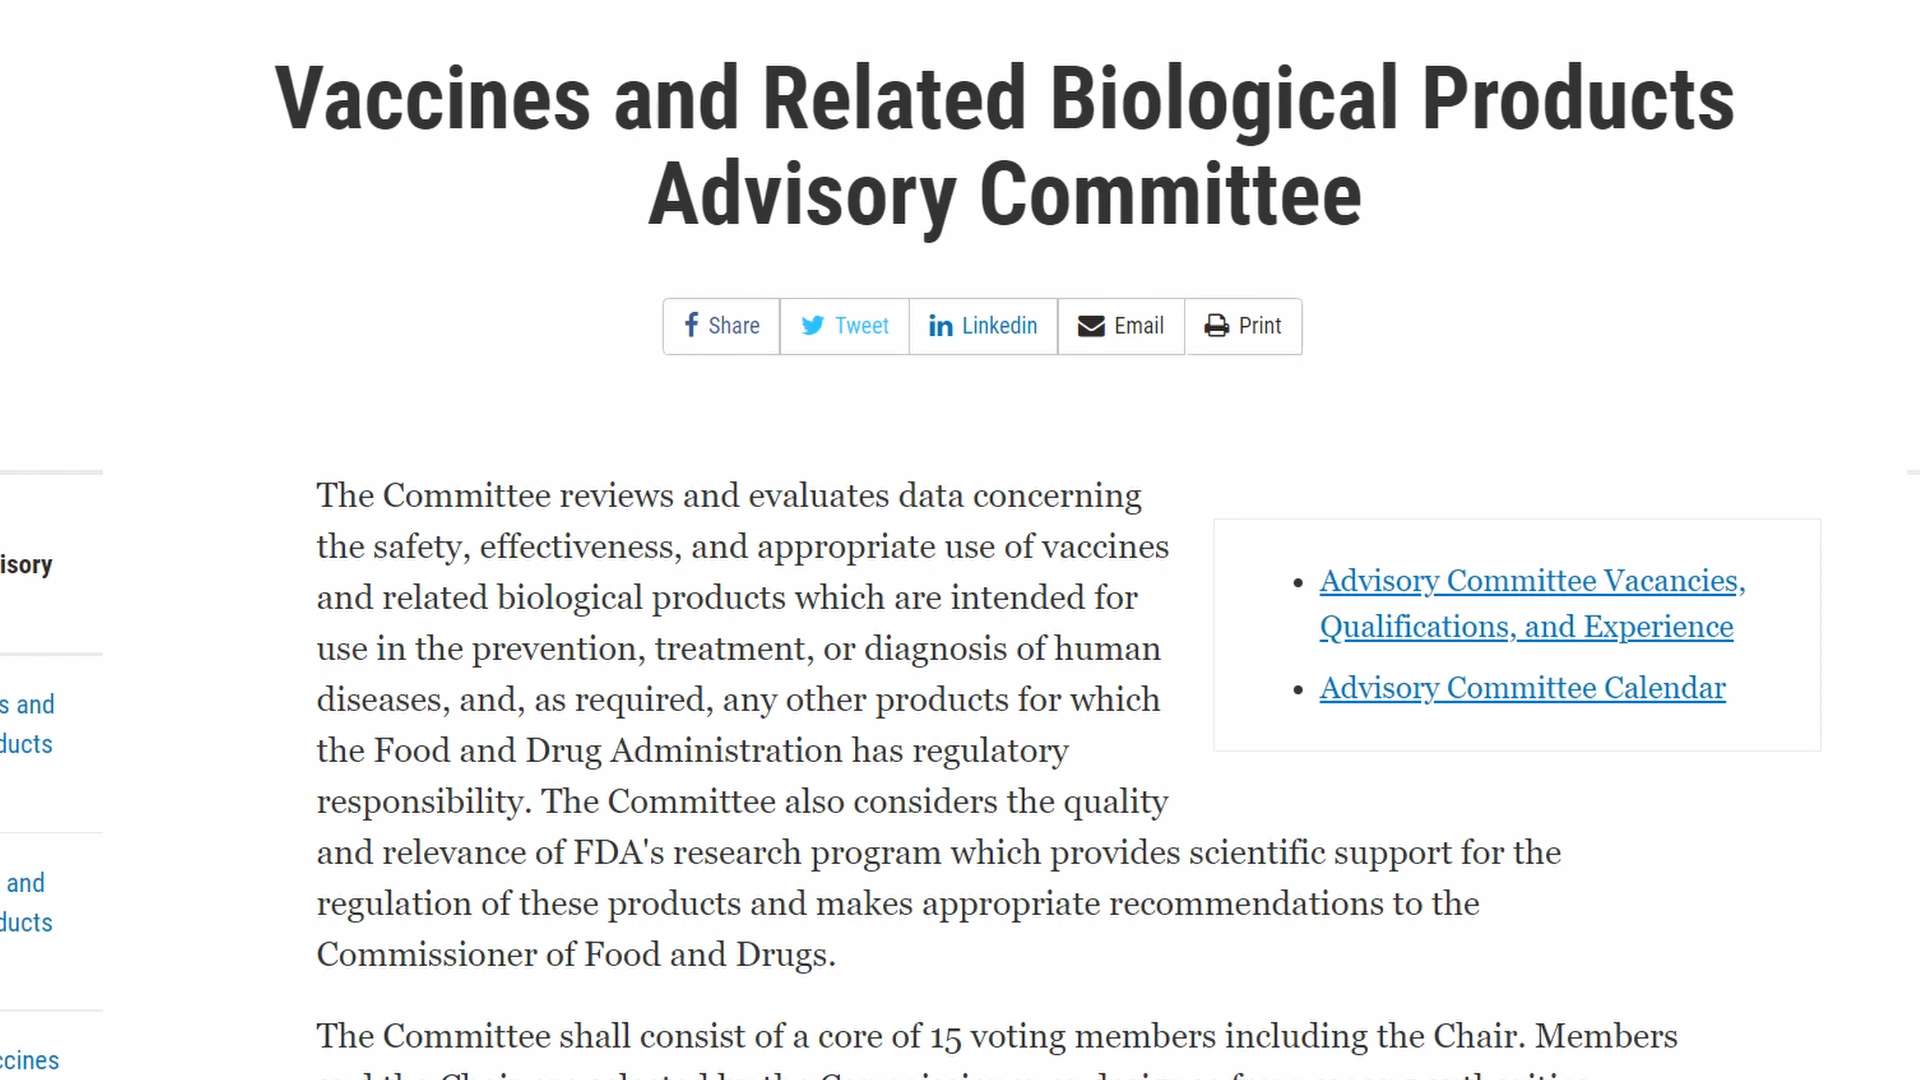 Vaccines and Related Biological Products
Advisory Committee
Share
Tweet
Linkedin
Email
Print
The Committee reviews and evaluates data concerning
the safety, effectiveness, and appropriate use of vaccines
and related biological products which are intended for
use in the prevention, treatment, or diagnosis of human
diseases, and, as required, any other products for which
the Food and Drug Administration has regulatory
responsibility. The Committee also considers the quality
and relevance of FDA's research program which provides scientific support for the
regulation of these products and makes appropriate recommendations to the
Commissioner of Food and Drugs.
The Committee shall consist of a core of 15 voting members including the Chair. Members
Advisory Committee Vacancies,
Qualifications, and Experience
Advisory Committee Calendar
isory
s and
ducts
and
ducts
ccines